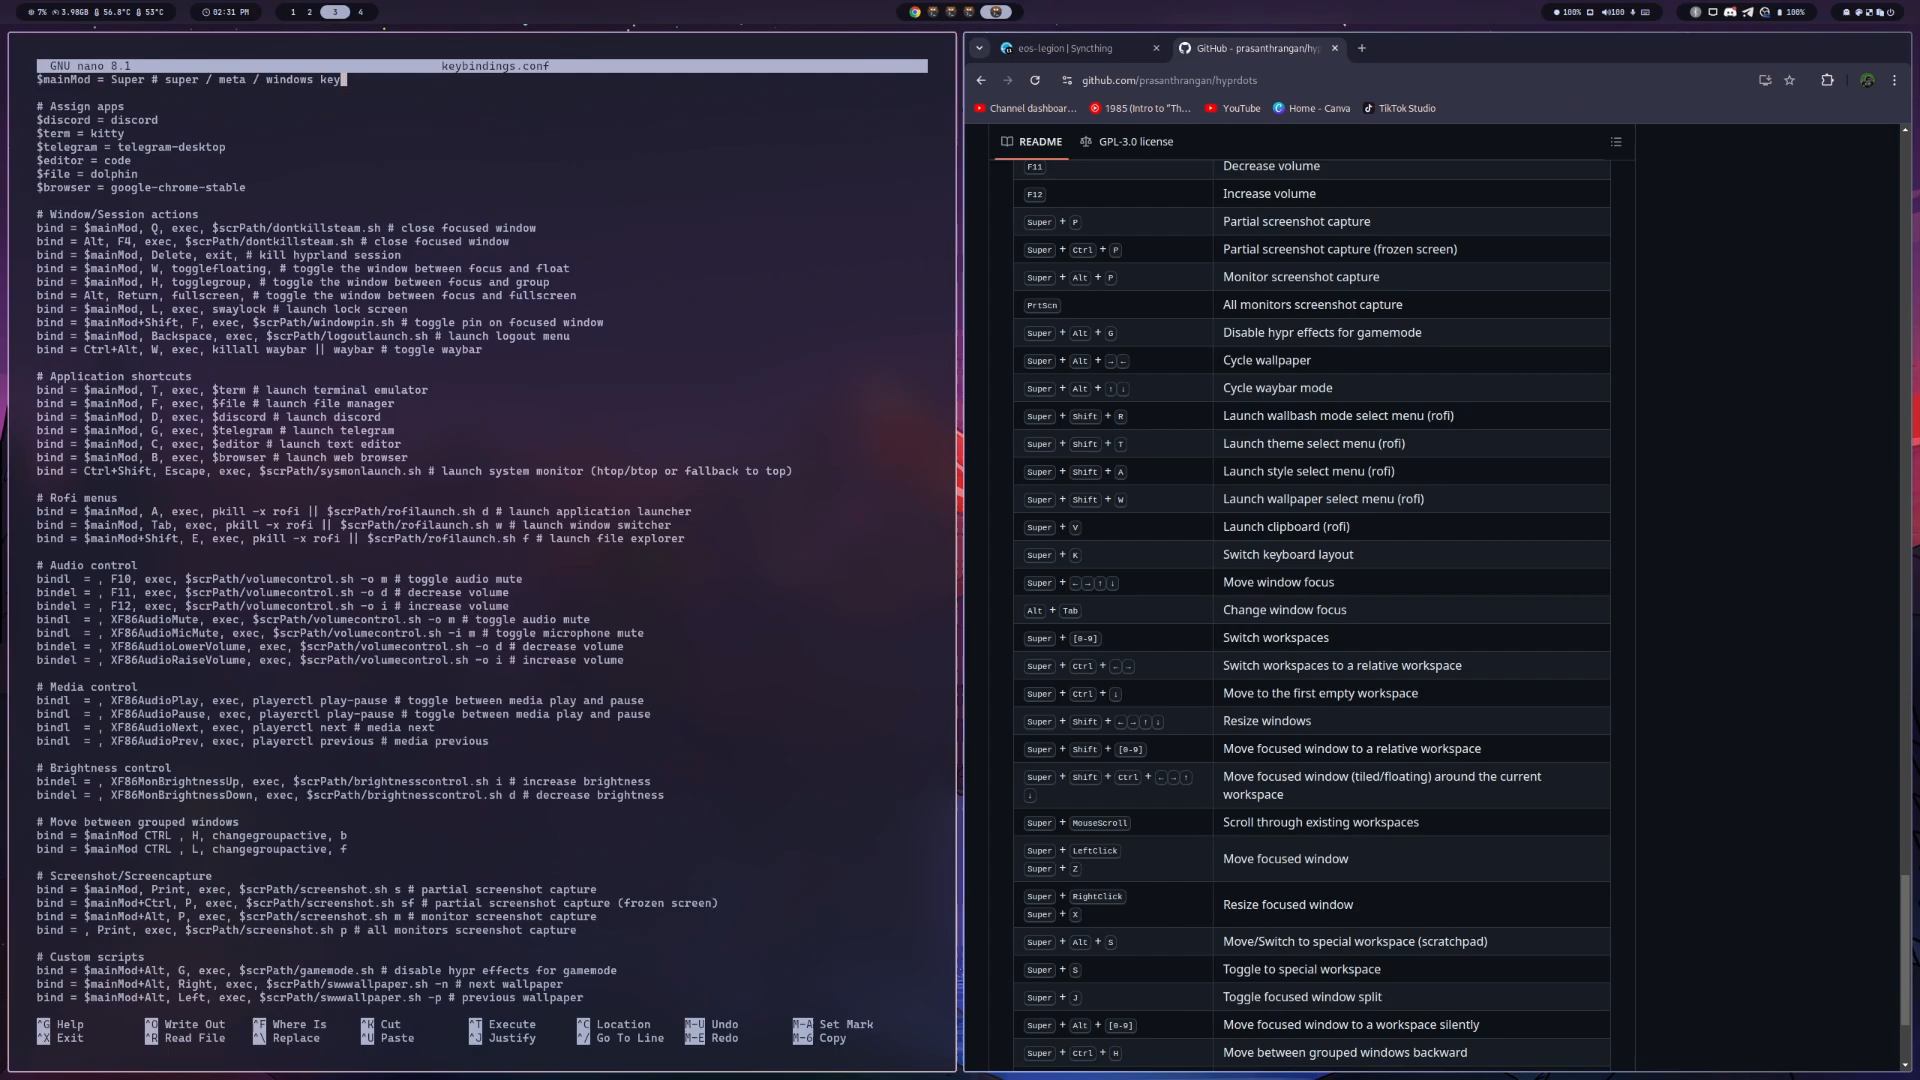 7% 3.98GB 56.8°C 53°C
02:31 PM
1 2 3 4
100% 100
100%
GNU nano 8.1 keybindings.conf
$mainMod = Super # super / meta / windows key
# Assign apps
$discord = discord
$term = kitty
$telegram = telegram-desktop
$editor = code
$file = dolphin
$browser = google-chrome-stable
# Window/Session actions
bind = $mainMod, Q, exec, $scrPath/dontkillsteam.sh # close focused window
bind = Alt, F4, exec, $scrPath/dontkillsteam.sh # close focused window
bind = $mainMod, Delete, exit, # kill hyprland session
bind = $mainMod, W, togglefloating, # toggle the window between focus and float
bind = $mainMod, H, togglegroup, # toggle the window between focus and group
bind = Alt, Return, fullscreen, # toggle the window between focus and fullscreen
bind = $mainMod, L, exec, swaylock # launch lock screen
bind = $mainMod+Shift, F, exec, $scrPath/windowpin.sh # toggle pin on focused window
bind = $mainMod, Backspace, exec, $scrPath/logoutlaunch.sh # launch logout menu
bind = Ctrl+Alt, W, exec, killall waybar || waybar # toggle waybar
# Application shortcuts
bind = $mainMod, T, exec, $term # launch terminal emulator
bind = $mainMod, F, exec, $file # launch file manager
bind = $mainMod, D, exec, $discord # launch discord
bind = $mainMod, G, exec, $telegram # launch telegram
bind = $mainMod, C, exec, $editor # launch text editor
bind = $mainMod, B, exec, $browser # launch web browser
bind = Ctrl+Shift, Escape, exec, $scrPath/sysmonlaunch.sh # launch system monitor (htop/btop or fallback to top)
# Rofi menus
bind = $mainMod, A, exec, pkill -x rofi || $scrPath/rofilaunch.sh d # launch application launcher
bind = $mainMod, Tab, exec, pkill -x rofi || $scrPath/rofilaunch.sh w # launch window switcher
bind = $mainMod+Shift, E, exec, pkill -x rofi || $scrPath/rofilaunch.sh f # launch file explorer
# Audio control
bindl = , F10, exec, $scrPath/volumecontrol.sh -o m # toggle audio mute
bindel = , F11, exec, $scrPath/volumecontrol.sh -o d # decrease volume
bindel = , F12, exec, $scrPath/volumecontrol.sh -o i # increase volume
bindl = , XF86AudioMute, exec, $scrPath/volumecontrol.sh -o m # toggle audio mute
bindl = , XF86AudioMicMute, exec, $scrPath/volumecontrol.sh -i m # toggle microphone mute
bindel = , XF86AudioLowerVolume, exec, $scrPath/volumecontrol.sh -o d # decrease volume
bindel = , XF86AudioRaiseVolume, exec, $scrPath/volumecontrol.sh -o i # increase volume
# Media control
bindl = , XF86AudioPlay, exec, playerctl play-pause # toggle between media play and pause
bindl = , XF86AudioPause, exec, playerctl play-pause # toggle between media play and pause
bindl = , XF86AudioNext, exec, playerctl next # media next
bindl = , XF86AudioPrev, exec, playerctl previous # media previous
# Brightness control
bindel = , XF86MonBrightnessUp, exec, $scrPath/brightnesscontrol.sh i # increase brightness
bindel = , XF86MonBrightnessDown, exec, $scrPath/brightnesscontrol.sh d # decrease brightness
# Move between grouped windows
bind = $mainMod CTRL , H, changegroupactive, b
bind = $mainMod CTRL , L, changegroupactive, f
# Screenshot/Screencapture
bind = $mainMod, Print, exec, $scrPath/screenshot.sh s # partial screenshot capture
bind = $mainMod+Ctrl, P, exec, $scrPath/screenshot.sh sf # partial screenshot capture (frozen screen)
bind = $mainMod+Alt, P, exec, $scrPath/screenshot.sh m # monitor screenshot capture
bind = , Print, exec, $scrPath/screenshot.sh p # all monitors screenshot capture
# Custom scripts
bind = $mainMod+Alt, G, exec, $scrPath/gamemode.sh # disable hypr effects for gamemode
bind = $mainMod+Alt, Right, exec, $scrPath/swwwallpaper.sh -n # next wallpaper
bind = $mainMod+Alt, Left, exec, $scrPath/swwwallpaper.sh -p # previous wallpaper
^G Help ^O Write Out ^F Where Is ^K Cut ^T Execute ^C Location M-U Undo M-A Set Mark
^X Exit ^R Read File ^\ Replace ^U Paste ^J Justify ^/ Go To Line M-E Redo M-6 Copy
eos-legion | Syncthing
GitHub - prasanthrangan/hyp
github.com/prasanthrangan/hyprdots
Channel dashboar...
1985 (Intro to "Th...
YouTube
Home - Canva
TikTok Studio
README
GPL-3.0 license
F11 Decrease volume
F12 Increase volume
Super + P Partial screenshot capture
Super + Ctrl + P Partial screenshot capture (frozen screen)
Super + Alt + P Monitor screenshot capture
PrtScn All monitors screenshot capture
Super + Alt + G Disable hypr effects for gamemode
Super + Alt + → ← Cycle wallpaper
Super + Alt + ↑ ↓ Cycle waybar mode
Super + Shift + R Launch wallbash mode select menu (rofi)
Super + Shift + T Launch theme select menu (rofi)
Super + Shift + A Launch style select menu (rofi)
Super + Shift + W Launch wallpaper select menu (rofi)
Super + V Launch clipboard (rofi)
Super + K Switch keyboard layout
Super + ← → ↑ ↓ Move window focus
Alt + Tab Change window focus
Super + [0-9] Switch workspaces
Super + Ctrl + ← → Switch workspaces to a relative workspace
Super + Ctrl + ↓ Move to the first empty workspace
Super + Shift + ← → ↑ ↓ Resize windows
Super + Shift + [0-9] Move focused window to a relative workspace
Super + Shift + Ctrl + ← → ↑ Move focused window (tiled/floating) around the current
↓ workspace
Super + MouseScroll Scroll through existing workspaces
Super + LeftClick
Super + Z
Move focused window
Super + RightClick
Super + X
Resize focused window
Super + Alt + S Move/Switch to special workspace (scratchpad)
Super + S Toggle to special workspace
Super + J Toggle focused window split
Super + Alt + [0-9] Move focused window to a workspace silently
Super + Ctrl + H Move between grouped windows backward